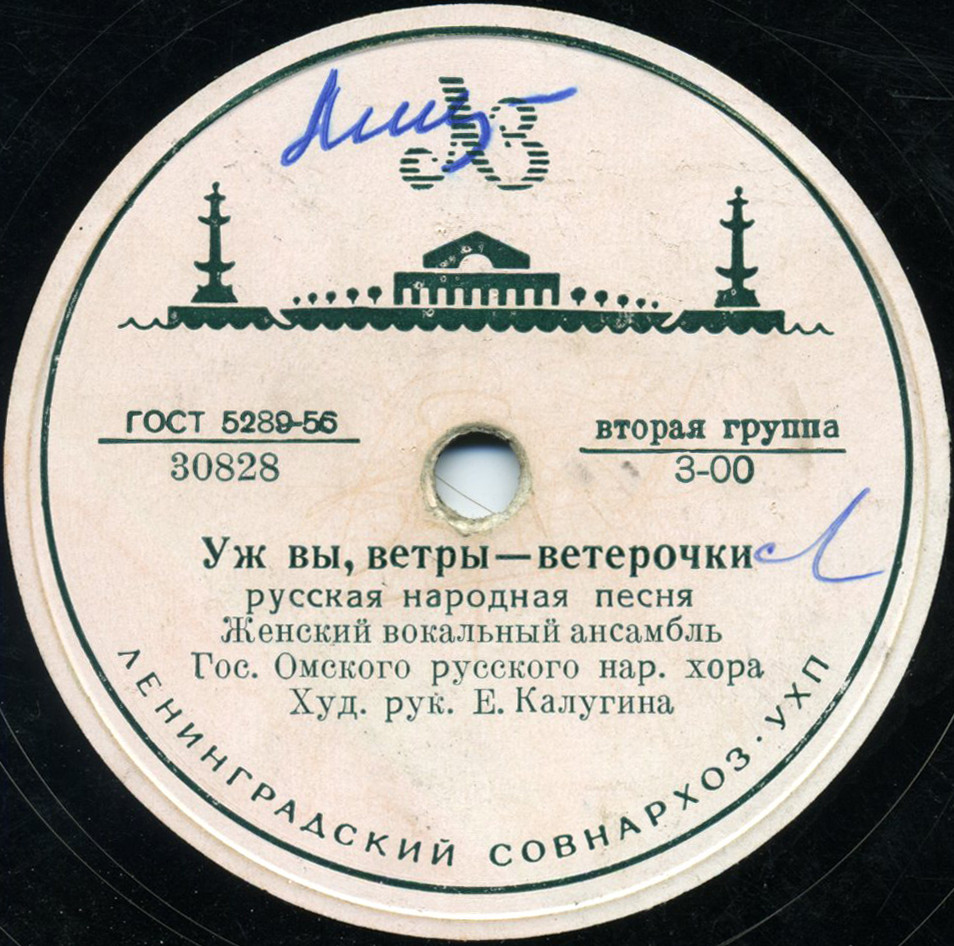 ГОСТ 5289-56
30828
вторая группа
3-00
Уж вы, ветры—ветерочки
русская народная песня
Женский вокальный ансамбль
Гос. Омского русского нар. хора
Худ. рук. Е. Калугина
ЛЕНИНГРАДСКИЙ СОВНАРХОЗ·УХП